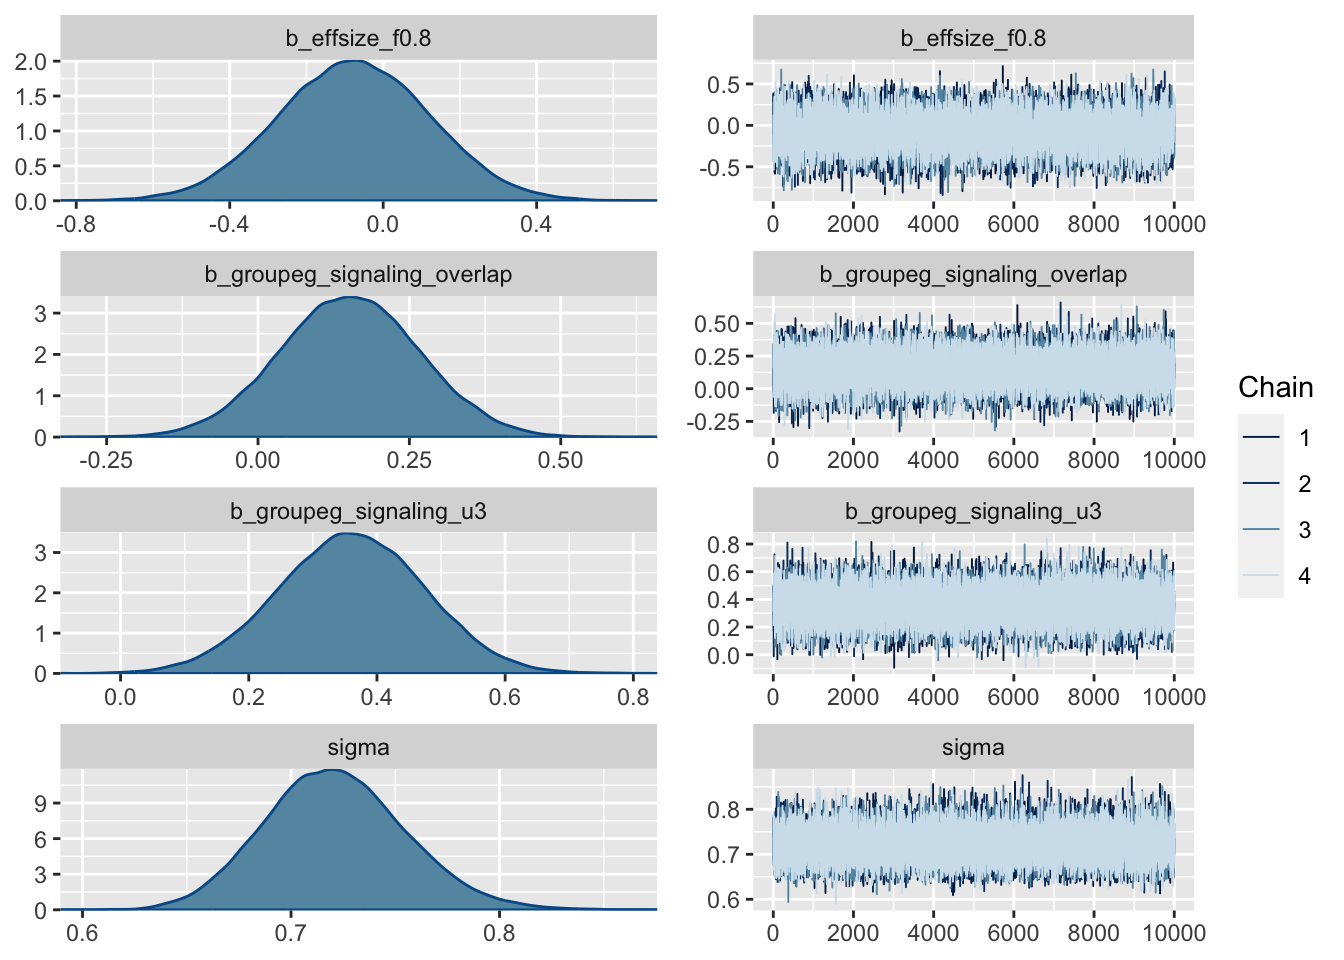 b_effsize_f0.8
2.0
1.5
1.0
0.5
0.0
-0.8 -0.4 0.0 0.4
b_effsize_f0.8
0.5
0.0
-0.5
0 2000 4000 6000 8000 10000
b_groupeg_signaling_overlap
3
2
1
0
-0.25 0.00 0.25 0.50
b_groupeg_signaling_overlap
0.50
0.25
0.00
-0.25
0 2000 4000 6000 8000 10000
b_groupeg_signaling_u3
3
2
1
0
0.0 0.2 0.4 0.6 0.8
b_groupeg_signaling_u3
0.8
0.6
0.4
0.2
0.0
0 2000 4000 6000 8000 10000
sigma
9
6
3
0
0.6 0.7 0.8
sigma
0.8
0.7
0.6
0 2000 4000 6000 8000 10000
Chain
1
2
3
4